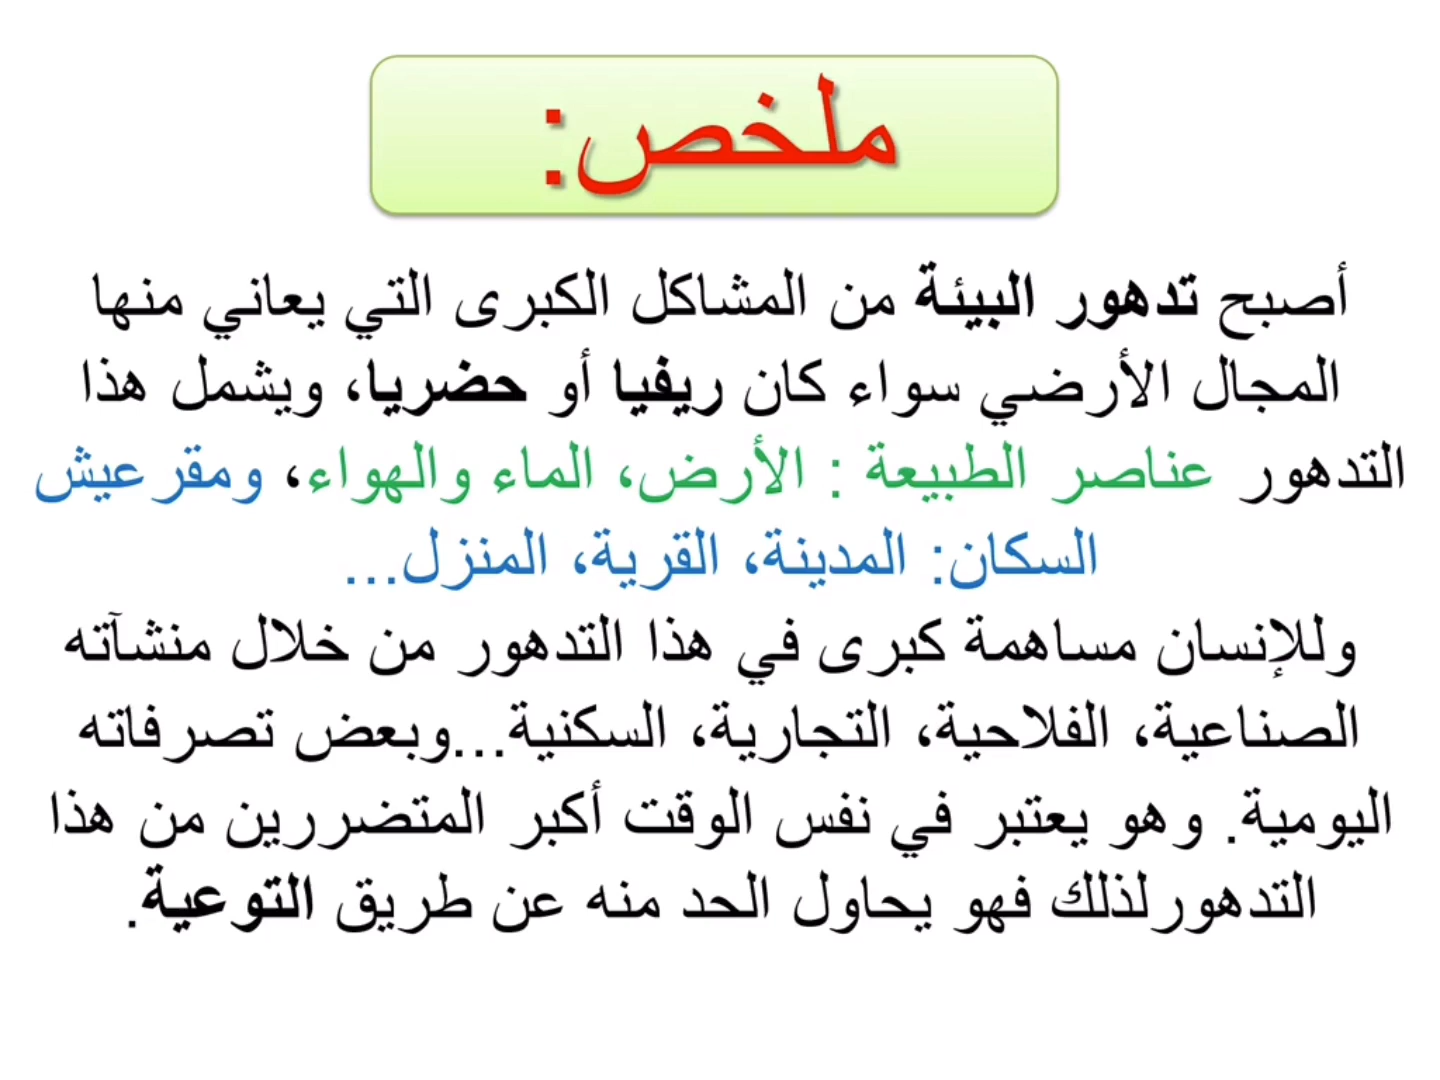 ملخص:
أصبح تدهور البيئة من المشاكل الكبرى التي يعاني منها
المجال الأرضي سواء كان ريفيا أو حضريا، ويشمل هذا
التدهور عناصر الطبيعة : الأرض، الماء والهواء، ومقرعيش
السكان: المدينة، القرية، المنزل...
وللإنسان مساهمة كبرى في هذا التدهور من خلال منشآته
الصناعية، الفلاحية، التجارية، السكنية...وبعض تصرفاته
اليومية. وهو يعتبر في نفس الوقت أكبر المتضررين من هذا
التدهورلذلك فهو يحاول الحد منه عن طريق التوعية.